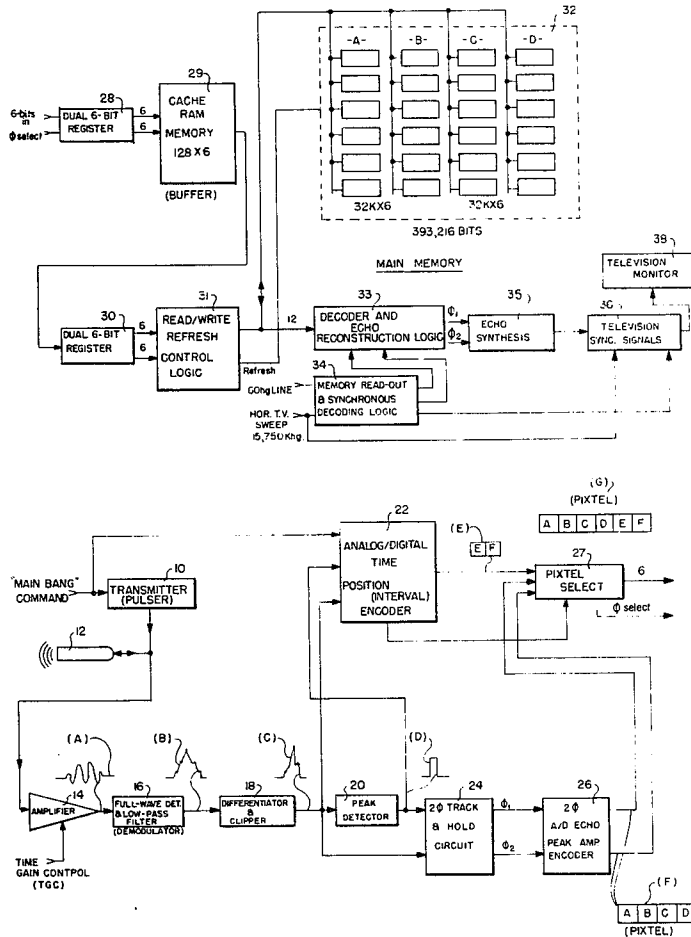 32
-A- -B- -C- -D-
29
CACHE
RAM
MEMORY
128 X 6
(BUFFER)
28
6-bits
in
ϕ select
DUAL 6-BIT
REGISTER
6
6
32KX6 32KX6
393,216 BITS
MAIN MEMORY
38
TELEVISION
MONITOR
30
DUAL 6-BIT
REGISTER
6
6
31
READ/WRITE
REFRESH
CONTROL
LOGIC
Refresh
12
33
DECODER AND
ECHO
RECONSTRUCTION LOGIC
ϕ1
ϕ2
35
ECHO
SYNTHESIS
36
TELEVISION
SYNC. SIGNALS
34
MEMORY READ-OUT
& SYNCHRONOUS
DECODING LOGIC
60hg LINE
HOR. T.V.
SWEEP
15,750 Khg.
(G)
(PIXTEL)
A B C D E F
22
ANALOG/DIGITAL
TIME
POSITION
(INTERVAL)
ENCODER
(E)
E F
27
PIXTEL
SELECT
6
ϕ select
"MAIN BANG"
COMMAND
10
TRANSMITTER
(PULSER)
12
(A)
(B)
(C)
(D)
14
AMPLIFIER
16
FULL-WAVE DET.
& LOW-PASS
FILTER
(DEMODULATOR)
18
DIFFERENTIATOR
&
CLIPPER
20
PEAK
DETECTOR
24
2ϕ TRACK
& HOLD
CIRCUIT
ϕ1
ϕ2
26
2ϕ
A/D ECHO
PEAK AMP
ENCODER
TIME
GAIN CONTROL
(TGC)
(F)
A B C D
(PIXTEL)